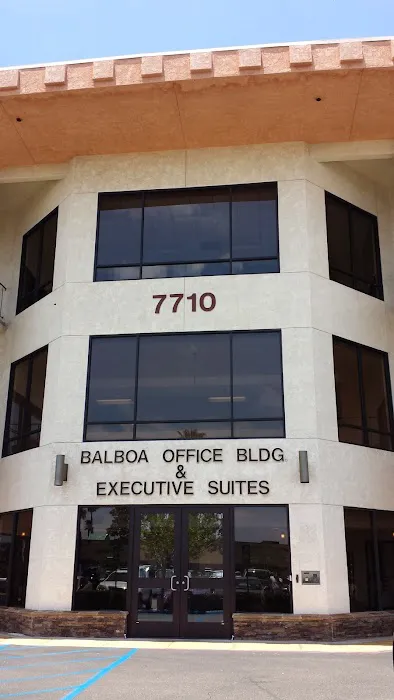 7710
BALBOA OFFICE BLDG
&
EXECUTIVE SUITES